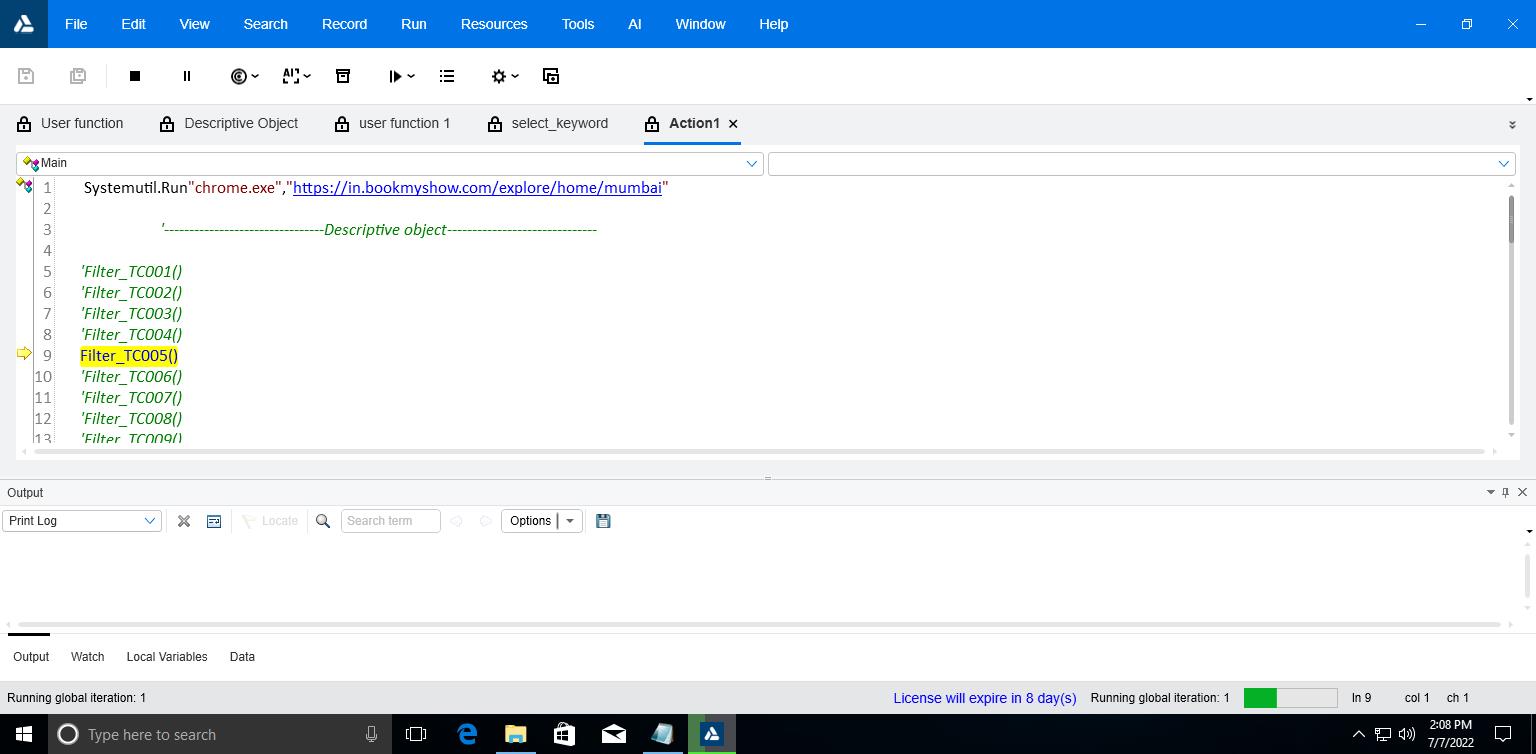 File Edit View Search Record Run Resources Tools AI Window Help
User function Descriptive Object user function 1 select_keyword Action1
Main
1 Systemutil.Run"chrome.exe","https://in.bookmyshow.com/explore/home/mumbai"
2
3 '--------------------------------Descriptive object------------------------------
4
5 'Filter_TC001()
6 'Filter_TC002()
7 'Filter_TC003()
8 'Filter_TC004()
9 Filter_TC005()
10 'Filter_TC006()
11 'Filter_TC007()
12 'Filter_TC008()
13 'Filter_TC009()
Output
Print Log Locate Search term Options
Output Watch Local Variables Data
Running global iteration: 1 License will expire in 8 day(s) Running global iteration: 1 ln 9 col 1 ch 1
Type here to search 2:08 PM
7/7/2022